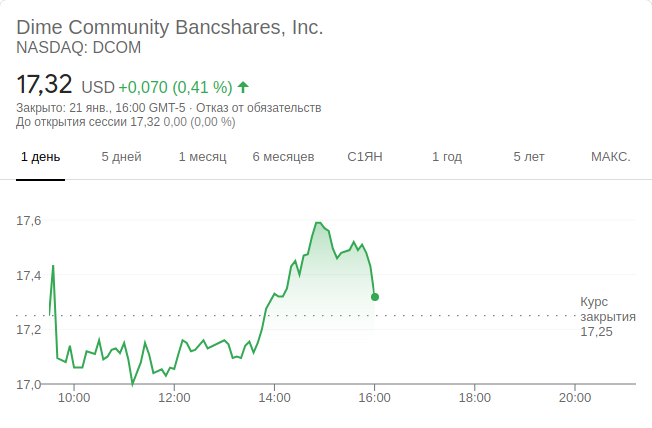 Dime Community Bancshares, Inc.
NASDAQ: DCOM
17,32 USD +0,070 (0,41 %)
Закрыто: 21 янв., 16:00 GMT-5 · Отказ от обязательств
До открытия сессии 17,32 0,00 (0,00 %)
1 день 5 дней 1 месяц 6 месяцев С1ЯН 1 год 5 лет МАКС.
17,6
17,4
Курс
закрытия
17,25
17,2
17,0
10:00 12:00 14:00 16:00 18:00 20:00